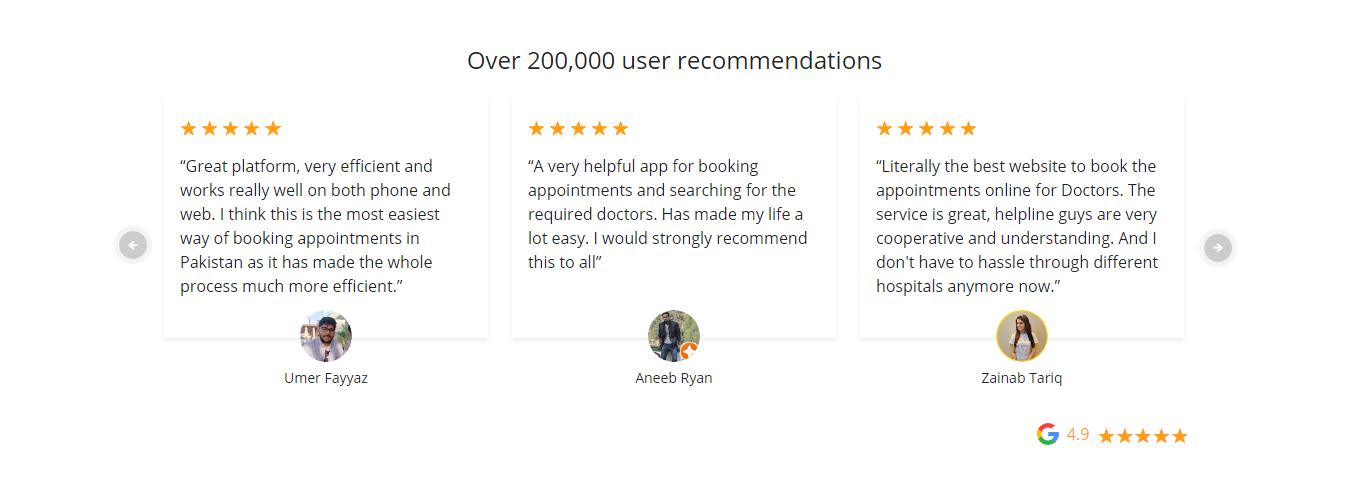 Over 200,000 user recommendations
“Great platform, very efficient and
works really well on both phone and
web. I think this is the most easiest
way of booking appointments in
Pakistan as it has made the whole
process much more efficient.”
Umer Fayyaz
“A very helpful app for booking
appointments and searching for the
required doctors. Has made my life a
lot easy. I would strongly recommend
this to all”
Aneeb Ryan
“Literally the best website to book the
appointments online for Doctors. The
service is great, helpline guys are very
cooperative and understanding. And I
don't have to hassle through different
hospitals anymore now.”
Zainab Tariq
G 4.9